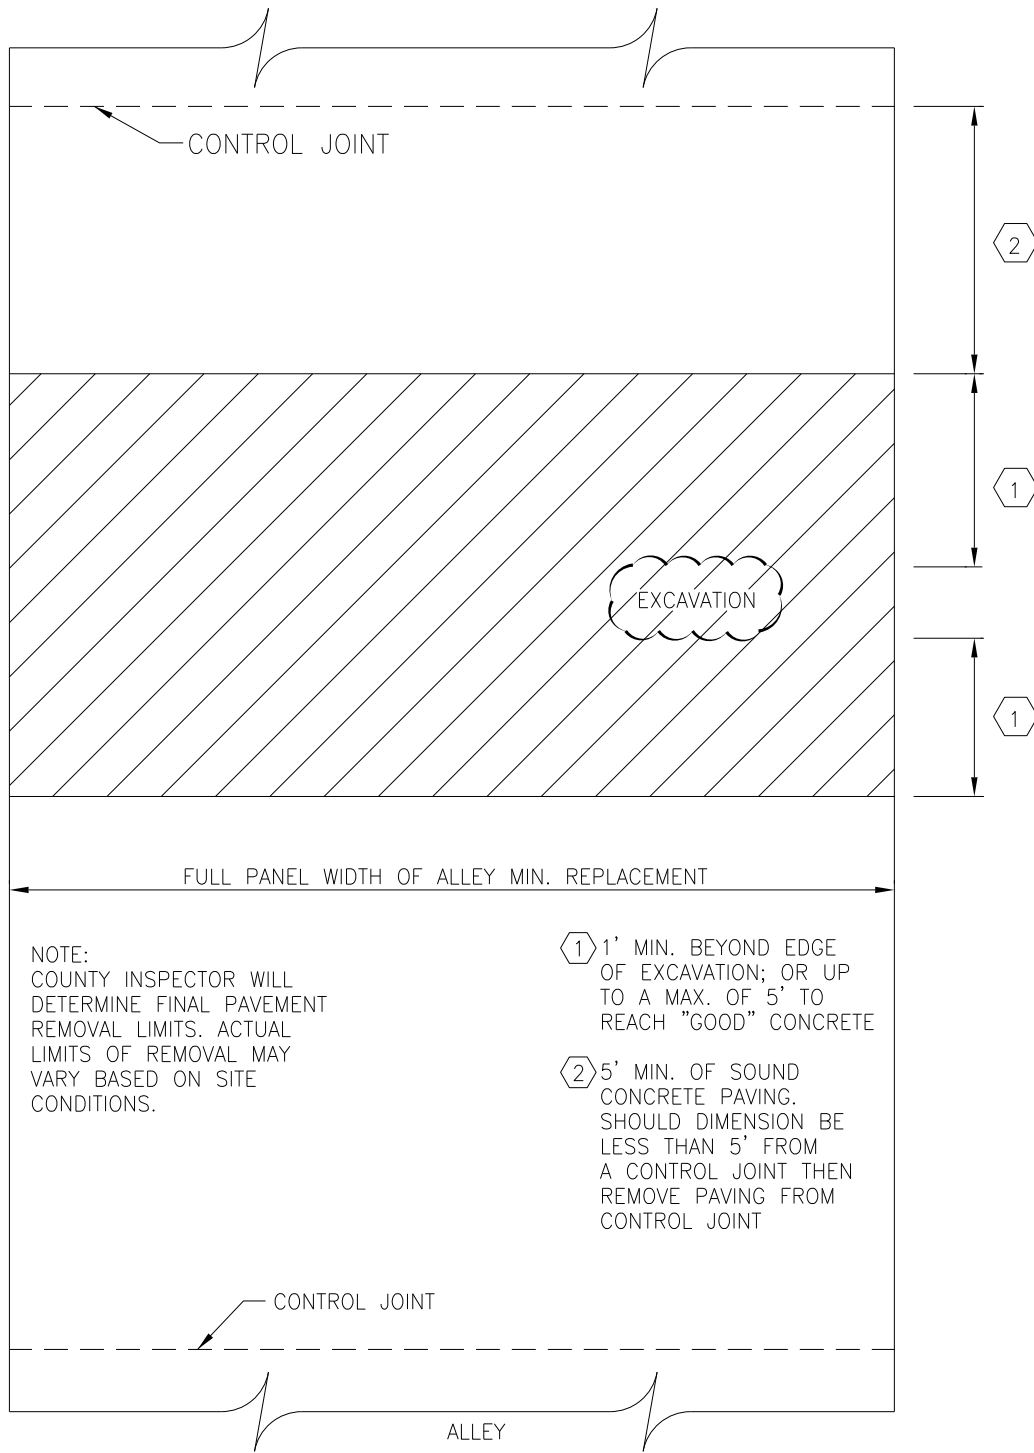 CONTROL JOINT
2
1
EXCAVATION
1
FULL PANEL WIDTH OF ALLEY MIN. REPLACEMENT
NOTE:
COUNTY INSPECTOR WILL
DETERMINE FINAL PAVEMENT
REMOVAL LIMITS. ACTUAL
LIMITS OF REMOVAL MAY
VARY BASED ON SITE
CONDITIONS.
1 1' MIN. BEYOND EDGE
OF EXCAVATION; OR UP
TO A MAX. OF 5' TO
REACH "GOOD" CONCRETE
2 5' MIN. OF SOUND
CONCRETE PAVING.
SHOULD DIMENSION BE
LESS THAN 5' FROM
A CONTROL JOINT THEN
REMOVE PAVING FROM
CONTROL JOINT
CONTROL JOINT
ALLEY